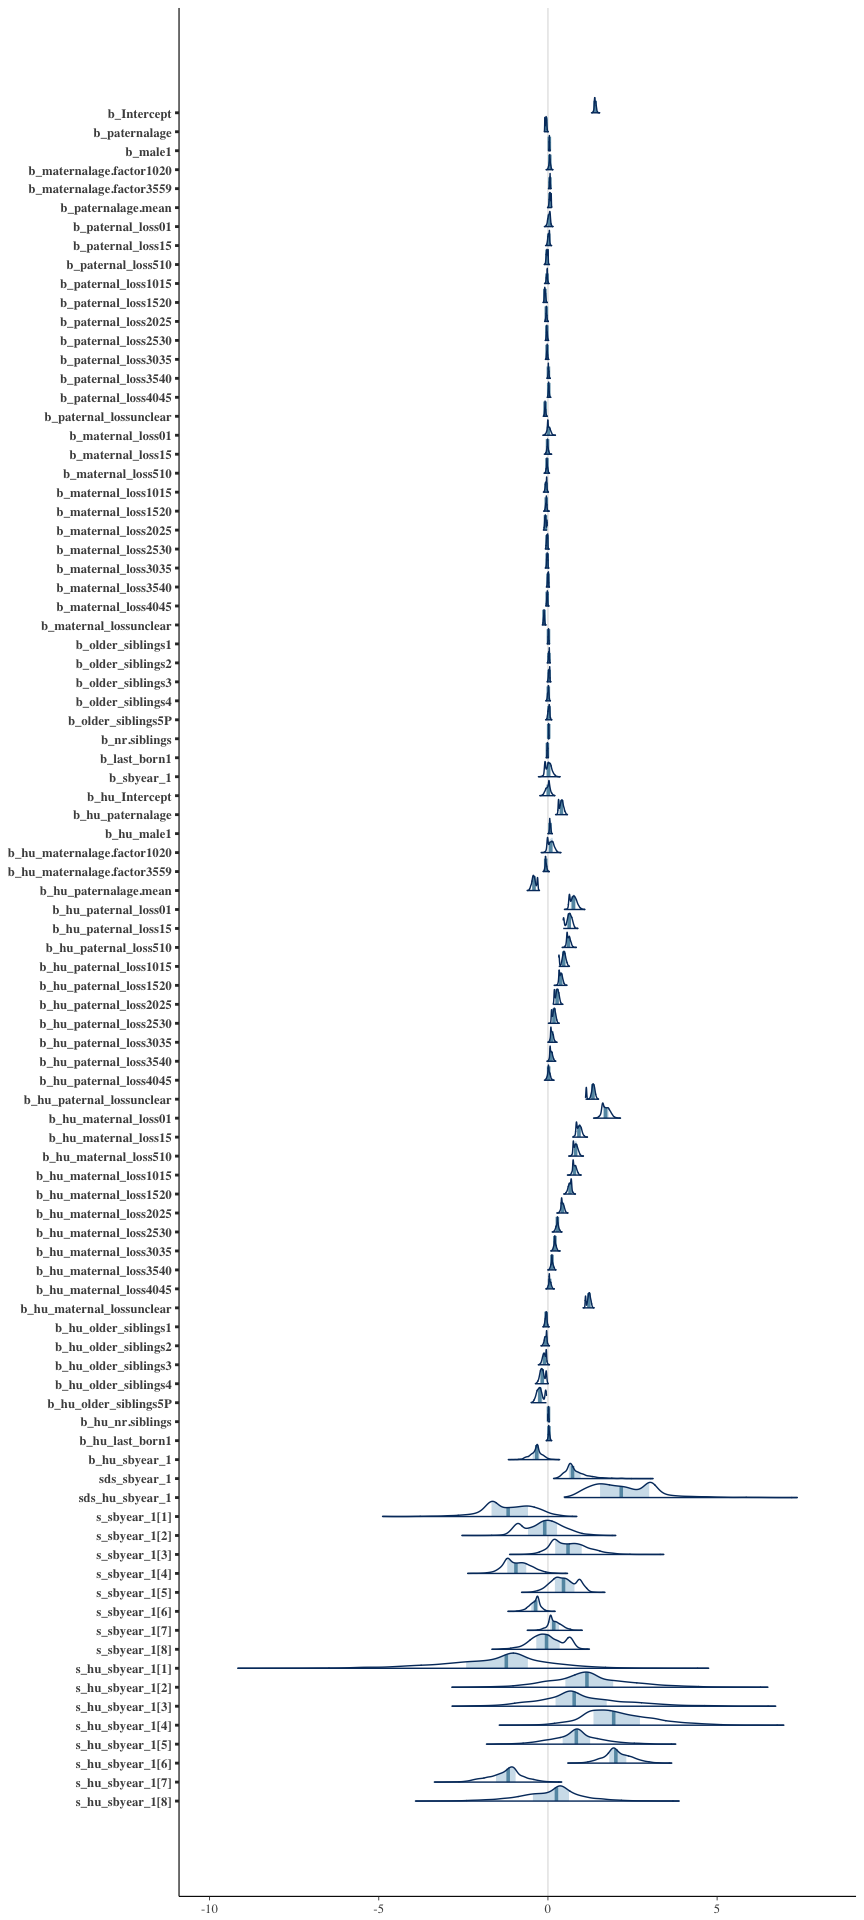 b_Intercept
b_paternalage
b_male1
b_maternalage.factor1020
b_maternalage.factor3559
b_paternalage.mean
b_paternal_loss01
b_paternal_loss15
b_paternal_loss510
b_paternal_loss1015
b_paternal_loss1520
b_paternal_loss2025
b_paternal_loss2530
b_paternal_loss3035
b_paternal_loss3540
b_paternal_loss4045
b_paternal_lossunclear
b_maternal_loss01
b_maternal_loss15
b_maternal_loss510
b_maternal_loss1015
b_maternal_loss1520
b_maternal_loss2025
b_maternal_loss2530
b_maternal_loss3035
b_maternal_loss3540
b_maternal_loss4045
b_maternal_lossunclear
b_older_siblings1
b_older_siblings2
b_older_siblings3
b_older_siblings4
b_older_siblings5P
b_nr.siblings
b_last_born1
b_sbyear_1
b_hu_Intercept
b_hu_paternalage
b_hu_male1
b_hu_maternalage.factor1020
b_hu_maternalage.factor3559
b_hu_paternalage.mean
b_hu_paternal_loss01
b_hu_paternal_loss15
b_hu_paternal_loss510
b_hu_paternal_loss1015
b_hu_paternal_loss1520
b_hu_paternal_loss2025
b_hu_paternal_loss2530
b_hu_paternal_loss3035
b_hu_paternal_loss3540
b_hu_paternal_loss4045
b_hu_paternal_lossunclear
b_hu_maternal_loss01
b_hu_maternal_loss15
b_hu_maternal_loss510
b_hu_maternal_loss1015
b_hu_maternal_loss1520
b_hu_maternal_loss2025
b_hu_maternal_loss2530
b_hu_maternal_loss3035
b_hu_maternal_loss3540
b_hu_maternal_loss4045
b_hu_maternal_lossunclear
b_hu_older_siblings1
b_hu_older_siblings2
b_hu_older_siblings3
b_hu_older_siblings4
b_hu_older_siblings5P
b_hu_nr.siblings
b_hu_last_born1
b_hu_sbyear_1
sds_sbyear_1
sds_hu_sbyear_1
s_sbyear_1[1]
s_sbyear_1[2]
s_sbyear_1[3]
s_sbyear_1[4]
s_sbyear_1[5]
s_sbyear_1[6]
s_sbyear_1[7]
s_sbyear_1[8]
s_hu_sbyear_1[1]
s_hu_sbyear_1[2]
s_hu_sbyear_1[3]
s_hu_sbyear_1[4]
s_hu_sbyear_1[5]
s_hu_sbyear_1[6]
s_hu_sbyear_1[7]
s_hu_sbyear_1[8]
-10 -5 0 5